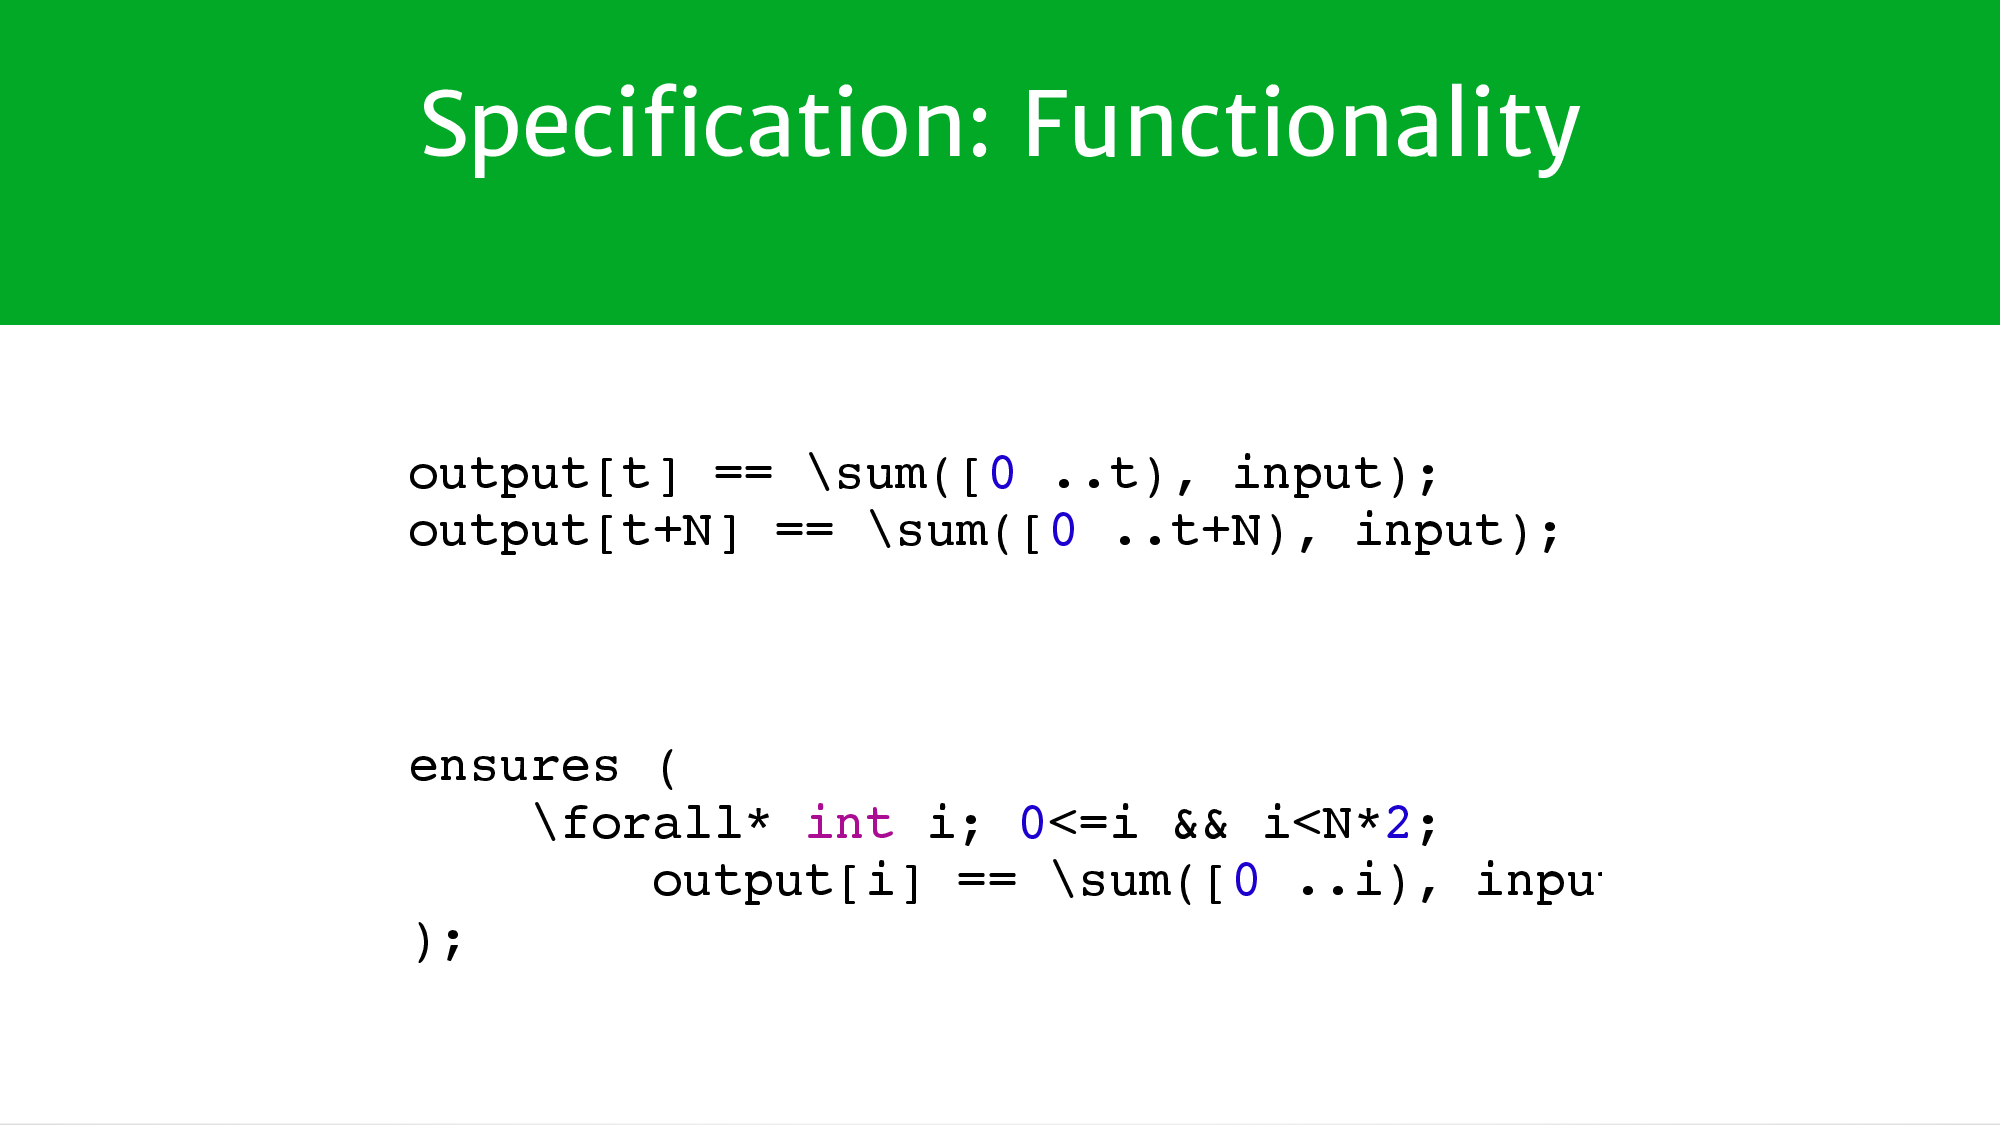 Specification: Functionality
output[t] == \sum([0 ..t), input);
output[t+N] == \sum([0 ..t+N), input);
ensures (
\forall* int i; 0<=i && i<N*2;
output[i] == \sum([0 ..i), inpu
);